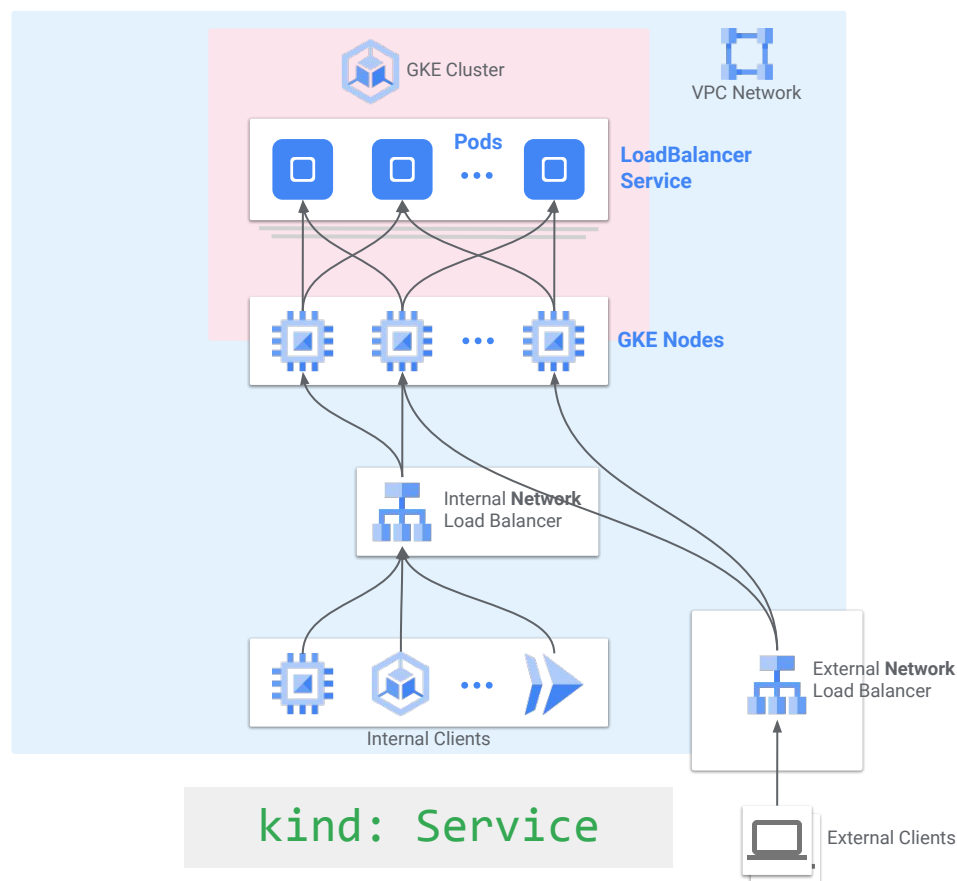 GKE Cluster
VPC Network
Pods
LoadBalancer
Service
GKE Nodes
Internal Network
Load Balancer
External Network
Load Balancer
Internal Clients
kind: Service
External Clients